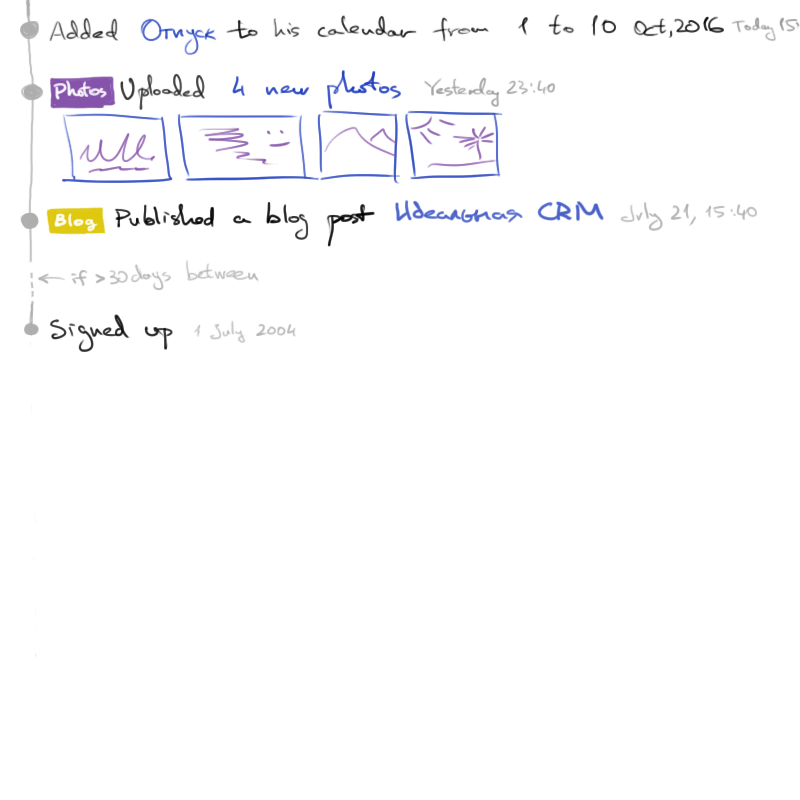 Added Отпуск to his calendar from 1 to 10 Oct, 2016 Today 15:
Photos Uploaded 4 new photos Yesterday 23:40
Blog Published a blog post Идеальная CRM July 21, 15:40
← if > 30 days between
Signed up 1 July 2004